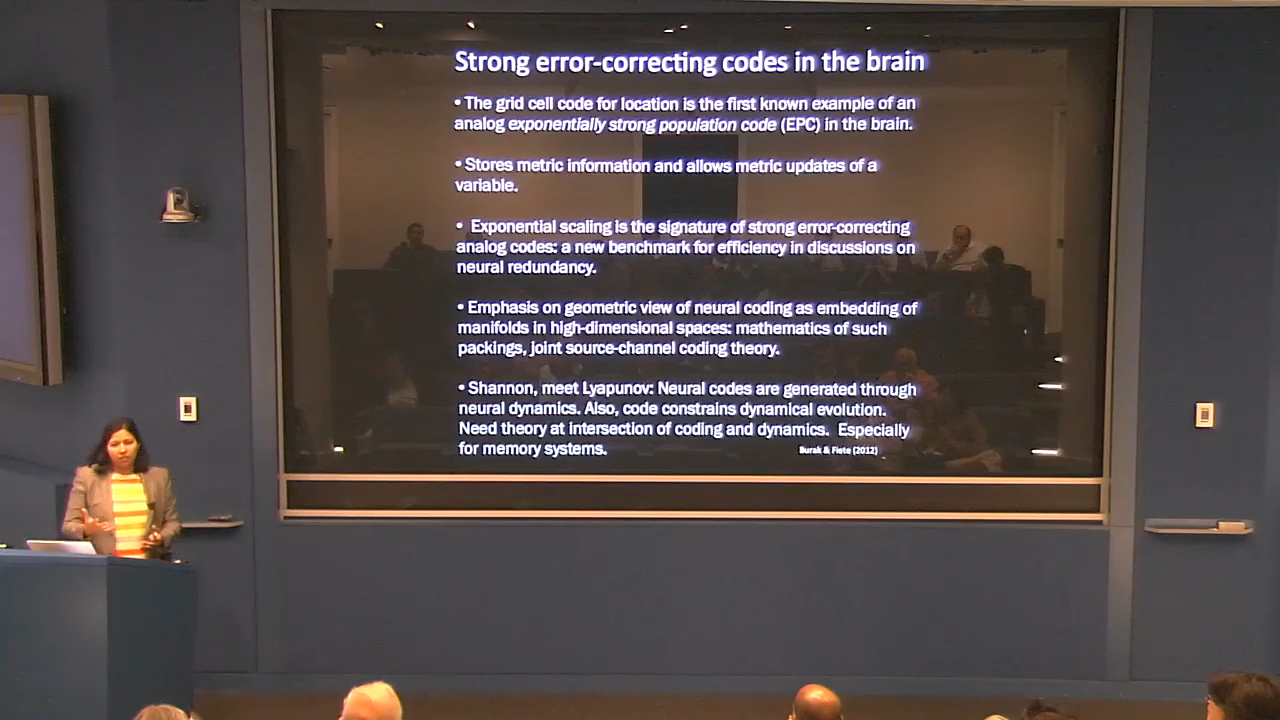 Strong error-correcting codes in the brain
• The grid cell code for location is the first known example of an
analog exponentially strong population code (EPC) in the brain.
• Stores metric information and allows metric updates of a
variable.
• Exponential scaling is the signature of strong error-correcting
analog codes: a new benchmark for efficiency in discussions on
neural redundancy.
• Emphasis on geometric view of neural coding as embedding of
manifolds in high-dimensional spaces: mathematics of such
packings, joint source-channel coding theory.
• Shannon, meet Lyapunov: Neural codes are generated through
neural dynamics. Also, code constrains dynamical evolution.
Need theory at intersection of coding and dynamics. Especially
for memory systems.
Burak & Fiete (2012)